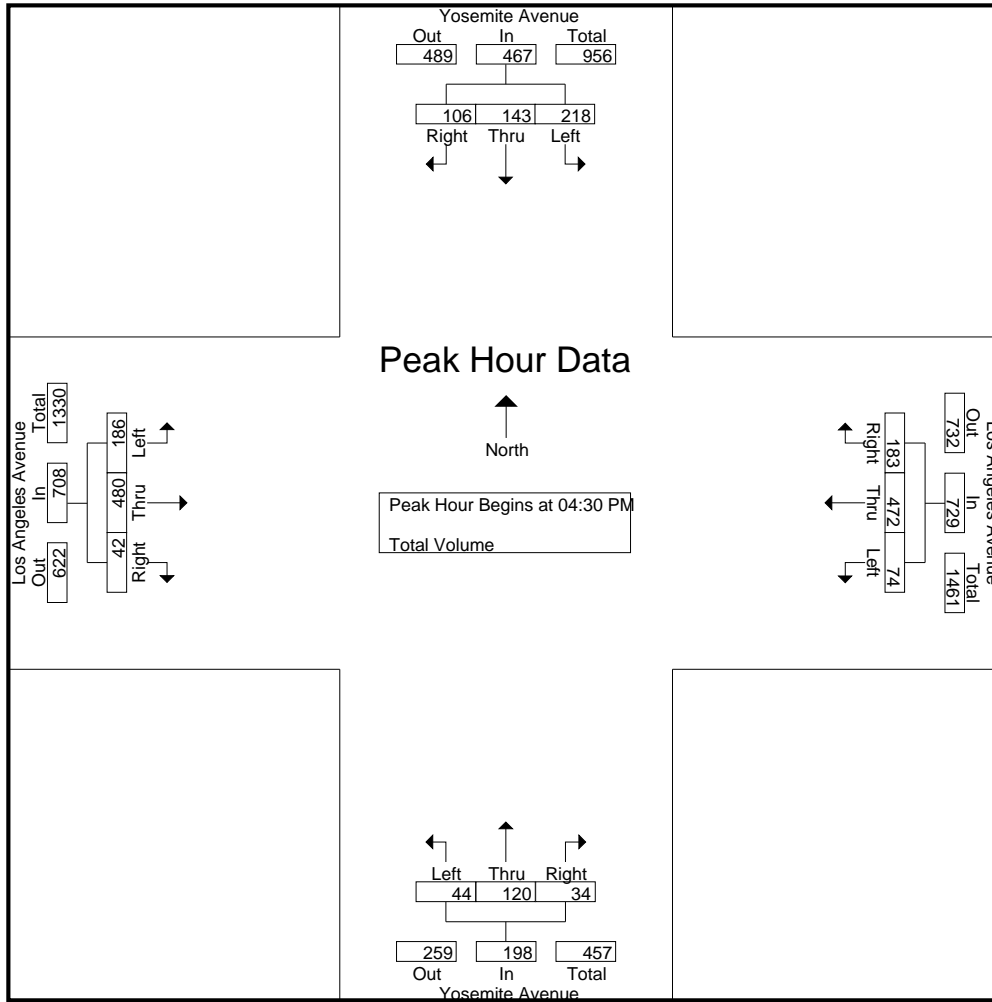 Yosemite Avenue
Out In Total
489 467 956
106 143 218
Right Thru Left
Peak Hour Data
North
Peak Hour Begins at 04:30 PM
Total Volume
Los Angeles Avenue
Total In Out
1330 708 622
186 480 42
Left Thru Right
Los Angeles Avenue
Out In Total
732 729 1461
183 472 74
Right Thru Left
Left Thru Right
44 120 34
259 198 457
Out In Total
Yosemite Avenue